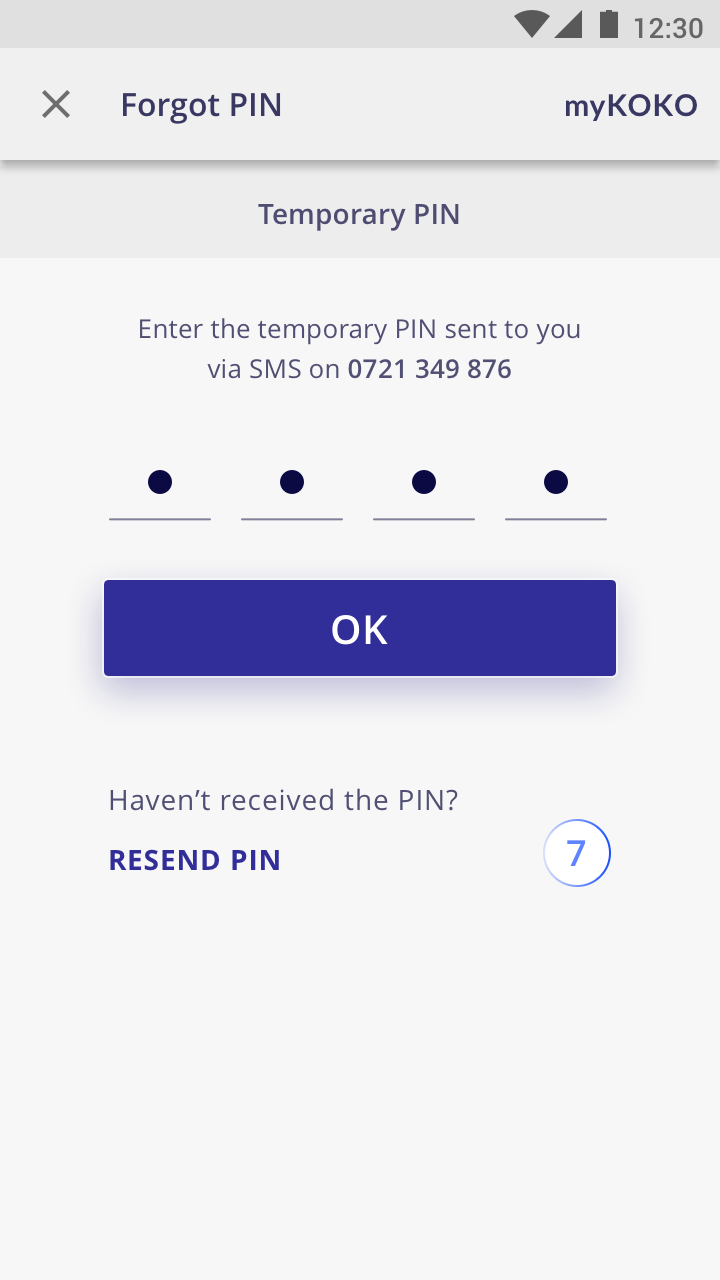 12:30
Forgot PIN
myKOKO
Temporary PIN
Enter the temporary PIN sent to you
via SMS on 0721 349 876
OK
Haven’t received the PIN?
RESEND PIN
7